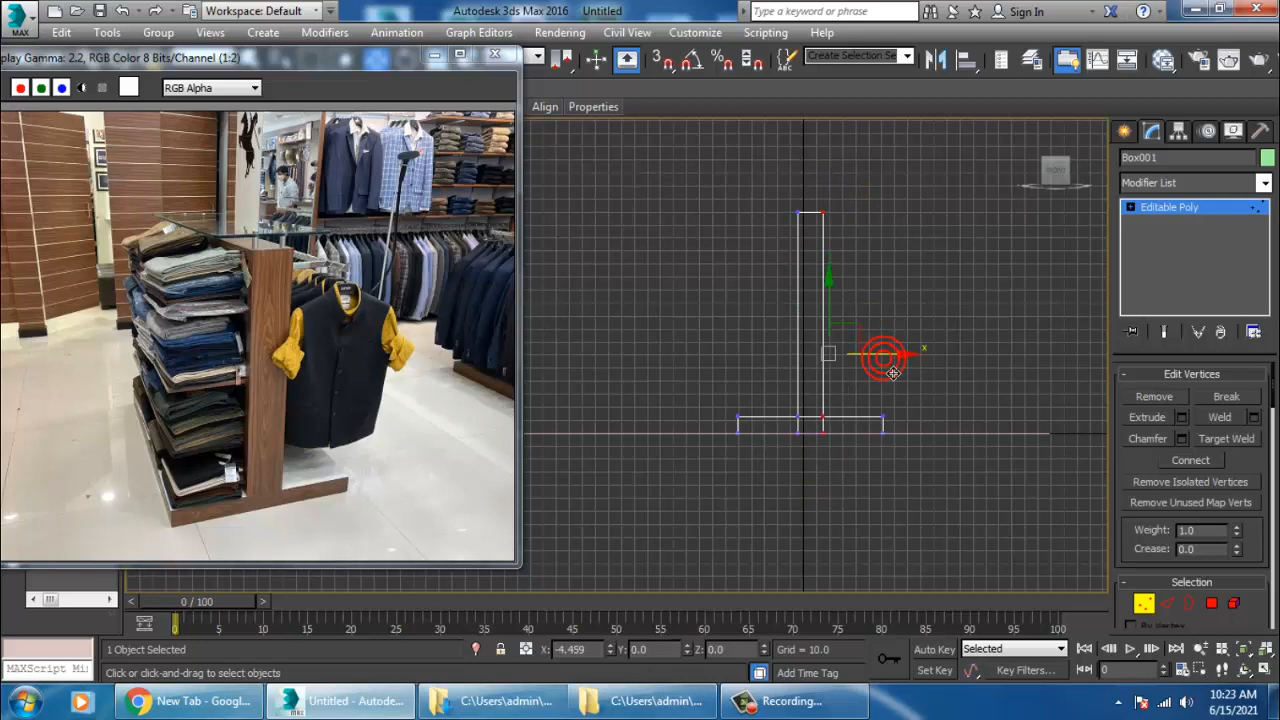 Workspace: Default
Autodesk 3ds Max 2016 Untitled
Type a keyword or phrase
Sign In
MAX
Edit Tools Group Views Create Modifiers Animation Graph Editors Rendering Civil View Customize Scripting Help
play Gamma: 2.2, RGB Color 8 Bits/Channel (1:2)
Create Selection Se
RGB Alpha
Align Properties
FRONT
x
Box001
Modifier List
Editable Poly
Edit Vertices
Remove Break
Extrude Weld
Chamfer Target Weld
Connect
Remove Isolated Vertices
Remove Unused Map Verts
Weight: 1.0
Crease: 0.0
Selection
By Vertex
0 / 100
0 5 10 15 20 25 30 35 40 45 50 55 60 65 70 75 80 85 90 95 100
1 Object Selected
X: -4.459 Y: 0.0 Z: 0.0 Grid = 10.0
Auto Key Selected
MAXScript Mi
Click or click-and-drag to select objects
Add Time Tag
Set Key Key Filters...
0
New Tab - Googl...
Untitled - Autode...
C:\Users\admin\...
C:\Users\admin\...
Recording...
10:23 AM
6/15/2021